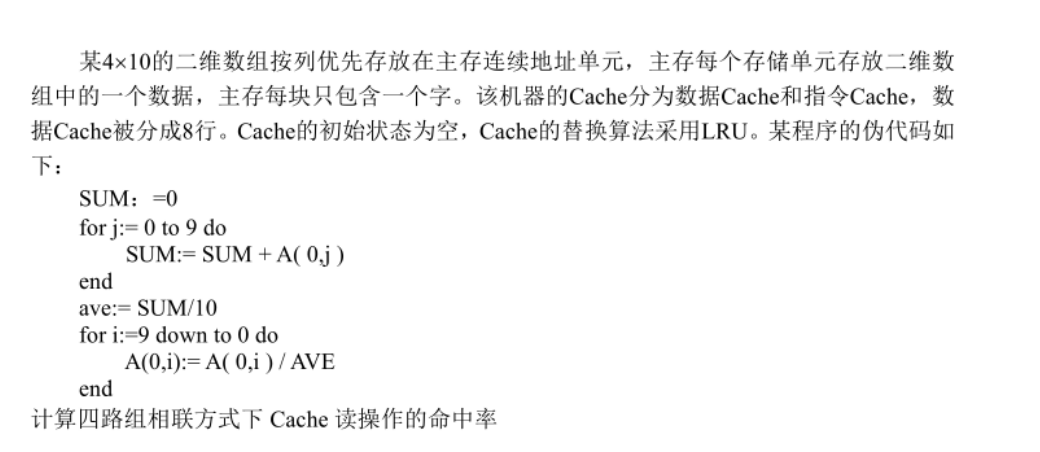 某4×10的二维数组按列优先存放在主存连续地址单元，主存每个存储单元存放二维数
组中的一个数据，主存每块只包含一个字。该机器的Cache分为数据Cache和指令Cache，数
据Cache被分成8行。Cache的初始状态为空，Cache的替换算法采用LRU。某程序的伪代码如
下：
SUM：=0
for j:= 0 to 9 do
SUM:= SUM + A( 0,j )
end
ave:= SUM/10
for i:=9 down to 0 do
A(0,i):= A( 0,i ) / AVE
end
计算四路组相联方式下 Cache 读操作的命中率